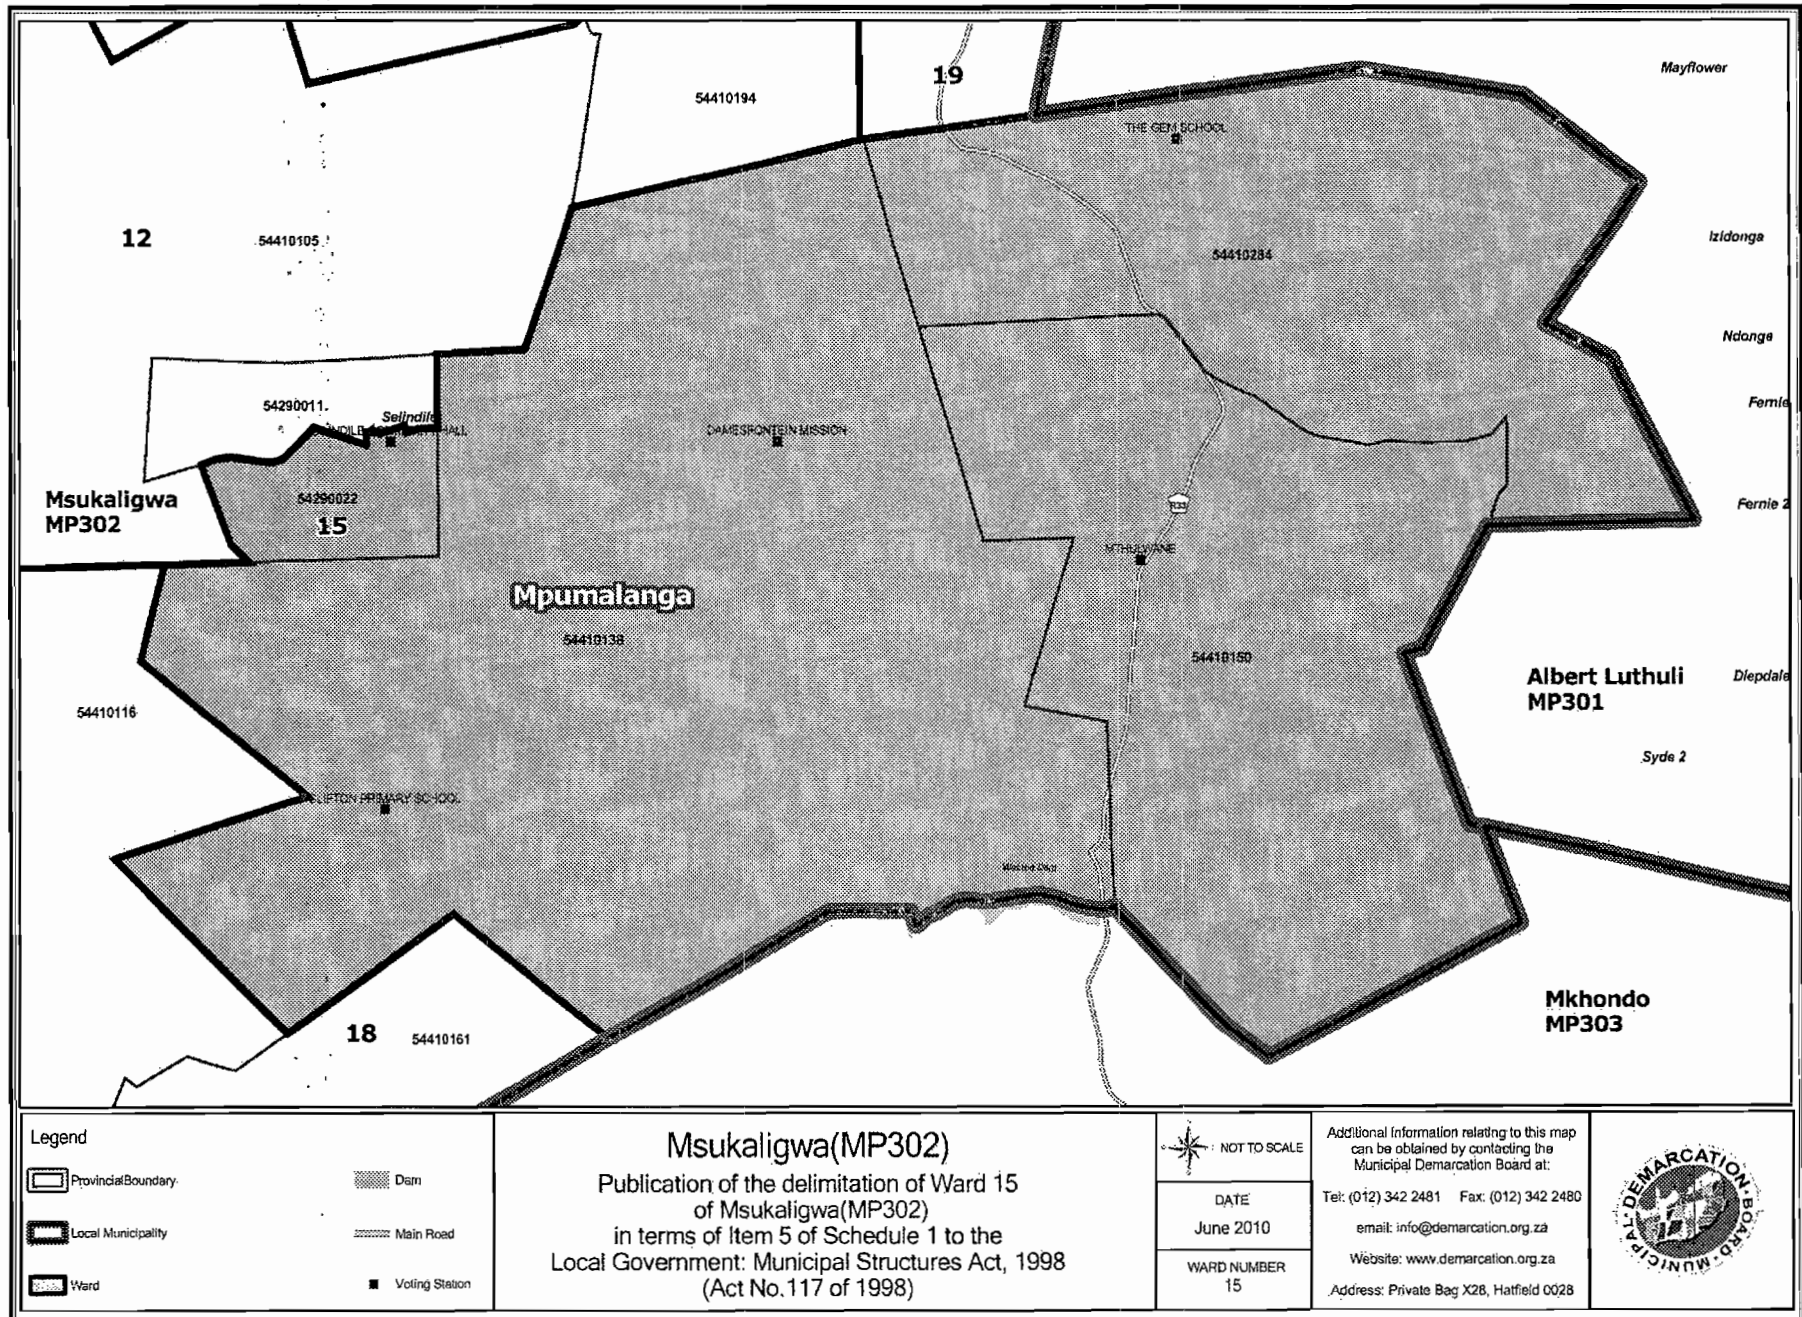 19
Mayflower
54410194
THE GEM SCHOOL
12
54410105
Izidonga
54410284
Ndonga
54290011
Fernie
Selindile
HALL
DAMESFONTEIN MISSION
Msukaligwa
MP302
54290022
15
R33
Fernie 2
MTHULWANE
Mpumalanga
54410138
54410150
Albert Luthuli
MP301
Diepdale
54410116
Syde 2
CLIFTON PRIMARY SCHOOL
Mkhondo
MP303
18
54410161
Legend
ProvincialBoundary
Dam
Local Municipality
Main Road
Ward
Voting Station
Msukaligwa(MP302)
Publication of the delimitation of Ward 15
of Msukaligwa(MP302)
in terms of Item 5 of Schedule 1 to the
Local Government: Municipal Structures Act, 1998
(Act No.117 of 1998)
NOT TO SCALE
DATE
June 2010
WARD NUMBER
15
Additional information relating to this map
can be obtained by contacting the
Municipal Demarcation Board at:
Tel: (012) 342 2481 Fax: (012) 342 2480
email: info@demarcation.org.za
Website: www.demarcation.org.za
Address: Private Bag X28, Hatfield 0028
MUNICIPAL DEMARCATION BOARD